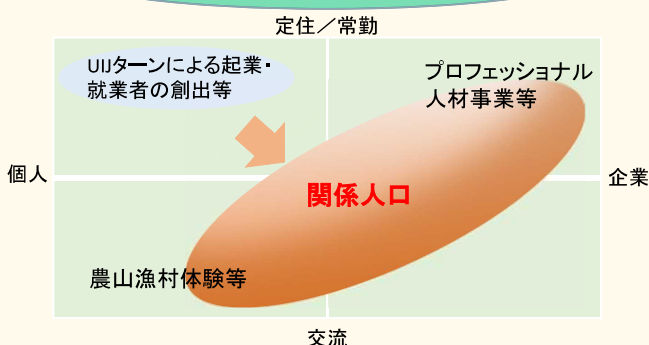 定住／常勤
UIJターンによる起業・
就業者の創出等
プロフェッショナル
人材事業等
個人
企業
関係人口
農山漁村体験等
交流